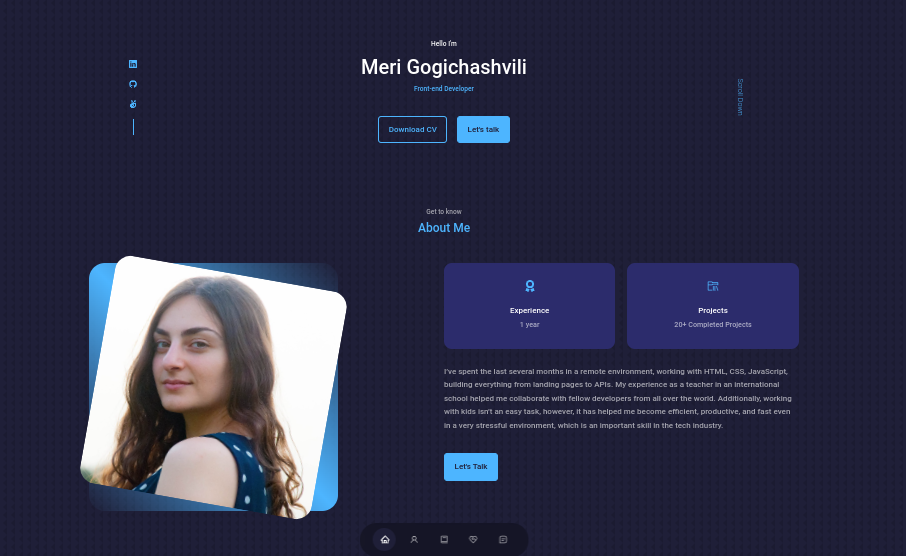 Hello I'm
Meri Gogichashvili
Front-end Developer
Scroll Down
Download CV
Let's talk
Get to know
About Me
Experience
1 year
Projects
20+ Completed Projects
I've spent the last several months in a remote environment, working with HTML, CSS, JavaScript,
building everything from landing pages to APIs. My experience as a teacher in an international
school helped me collaborate with fellow developers from all over the world. Additionally, working
with kids isn't an easy task, however, it has helped me become efficient, productive, and fast even
in a very stressful environment, which is an important skill in the tech industry.
Let's Talk